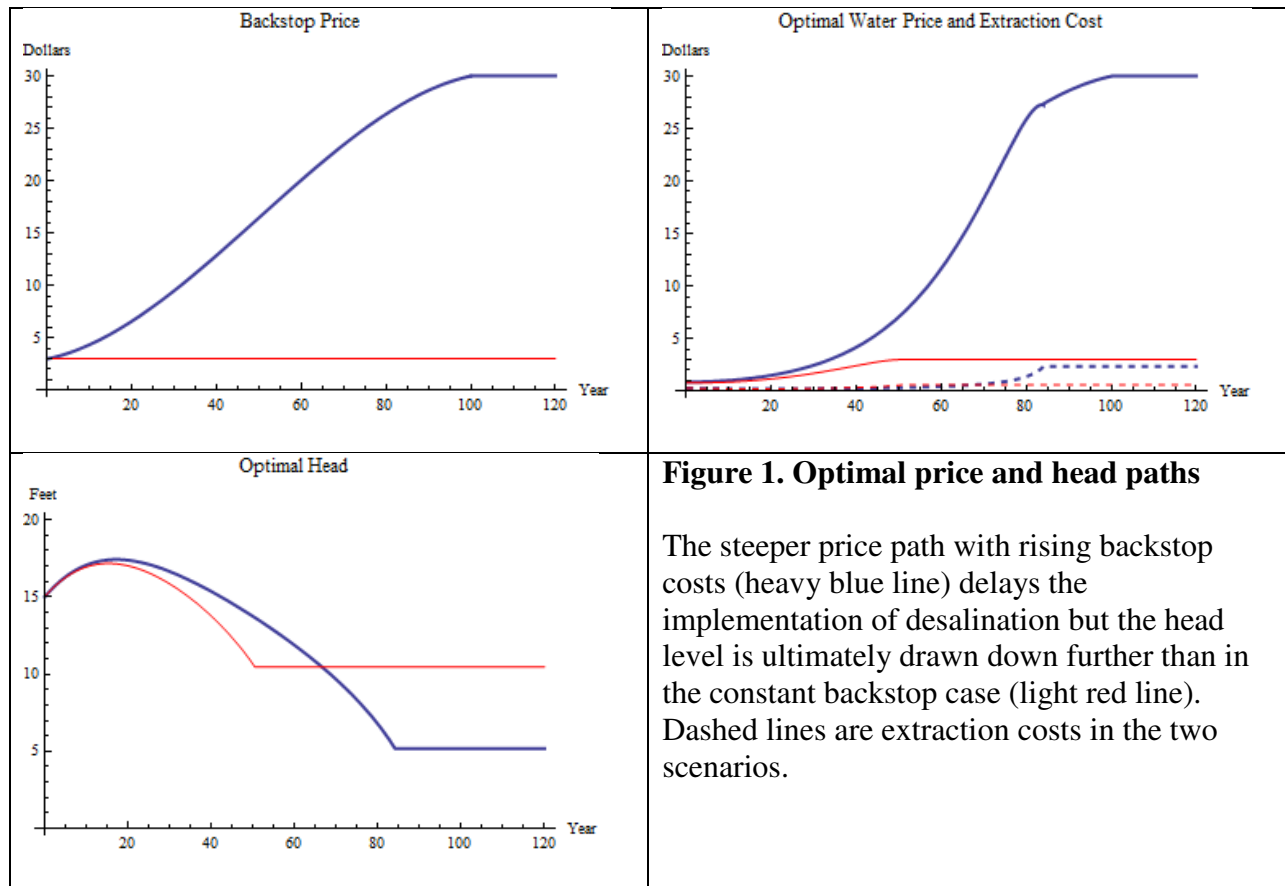 Backstop Price
Dollars
30
25
20
15
10
5
20 40 60 80 100 120
Year
Optimal Water Price and Extraction Cost
Dollars
30
25
20
15
10
5
20 40 60 80 100 120
Year
Optimal Head
Feet
20
15
10
5
20 40 60 80 100 120
Year
Figure 1. Optimal price and head paths
The steeper price path with rising backstop
costs (heavy blue line) delays the
implementation of desalination but the head
level is ultimately drawn down further than in
the constant backstop case (light red line).
Dashed lines are extraction costs in the two
scenarios.